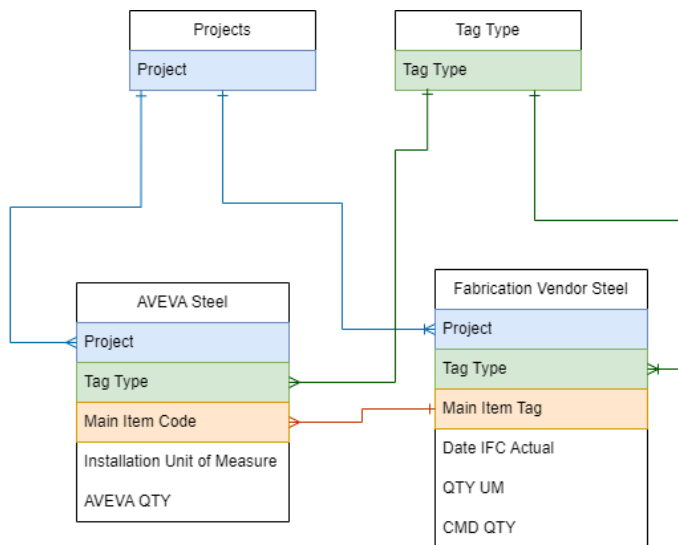 Projects
Project
Tag Type
Tag Type
AVEVA Steel
Project
Tag Type
Main Item Code
Installation Unit of Measure
AVEVA QTY
Fabrication Vendor Steel
Project
Tag Type
Main Item Tag
Date IFC Actual
QTY UM
CMD QTY